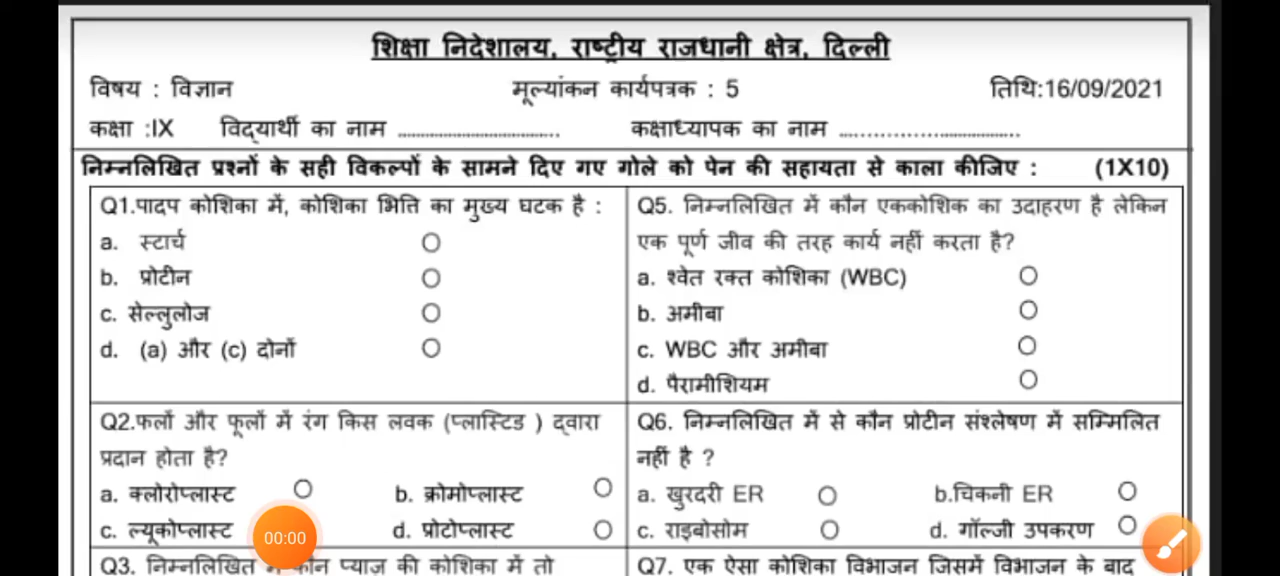 शिक्षा निदेशालय, राष्ट्रीय राजधानी क्षेत्र, दिल्ली
विषय : विज्ञान मूल्यांकन कार्यपत्रक : 5 तिथि:16/09/2021
कक्षा :IX विद्यार्थी का नाम ................................ कक्षाध्यापक का नाम ................................
निम्नलिखित प्रश्नों के सही विकल्पों के सामने दिए गए गोले को पेन की सहायता से काला कीजिए : (1X10)
Q1.पादप कोशिका में, कोशिका भित्ति का मुख्य घटक है :
a. स्टार्च
b. प्रोटीन
c. सेल्लुलोज
d. (a) और (c) दोनों
Q2.फलों और फूलों में रंग किस लवक (प्लास्टिड ) द्वारा
प्रदान होता है?
a. क्लोरोप्लास्ट b. क्रोमोप्लास्ट
c. ल्यूकोप्लास्ट d. प्रोटोप्लास्ट
00:00
Q3. निम्नलिखित में कौन प्याज़ की कोशिका में तो
Q5. निम्नलिखित में कौन एककोशिक का उदाहरण है लेकिन
एक पूर्ण जीव की तरह कार्य नहीं करता है?
a. श्वेत रक्त कोशिका (WBC)
b. अमीबा
c. WBC और अमीबा
d. पैरामीशियम
Q6. निम्नलिखित में से कौन प्रोटीन संश्लेषण में सम्मिलित
नहीं है ?
a. खुरदरी ER b.चिकनी ER
c. राइबोसोम d. गॉल्जी उपकरण
Q7. एक ऐसा कोशिका विभाजन जिसमें विभाजन के बाद